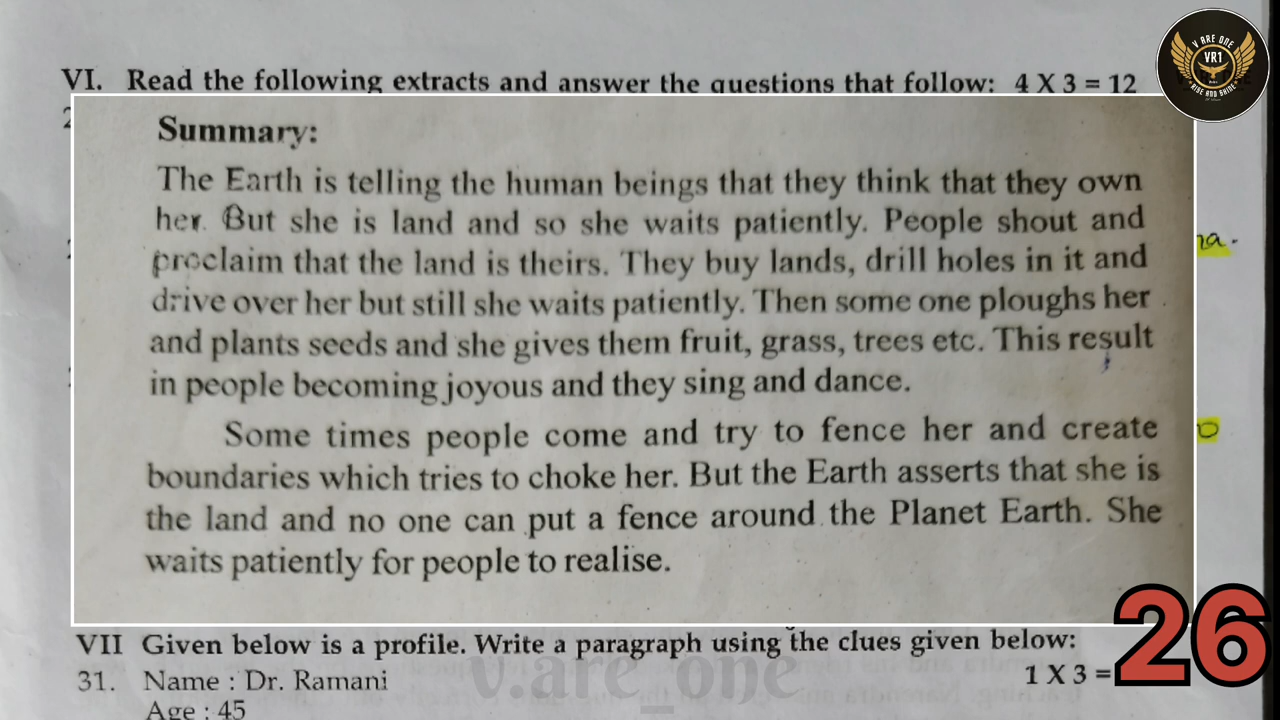 V ARE ONE
VR1
RISE AND SHINE
VI. Read the following extracts and answer the questions that follow: 4 X 3 = 12
Summary:
The Earth is telling the human beings that they think that they own
her. But she is land and so she waits patiently. People shout and
proclaim that the land is theirs. They buy lands, drill holes in it and
drive over her but still she waits patiently. Then some one ploughs her
and plants seeds and she gives them fruit, grass, trees etc. This result
in people becoming joyous and they sing and dance.
Some times people come and try to fence her and create
boundaries which tries to choke her. But the Earth asserts that she is
the land and no one can put a fence around the Planet Earth. She
waits patiently for people to realise.
VII Given below is a profile. Write a paragraph using the clues given below:
1 X 3 =
31. Name : Dr. Ramani
Age : 45
v.are_one
26